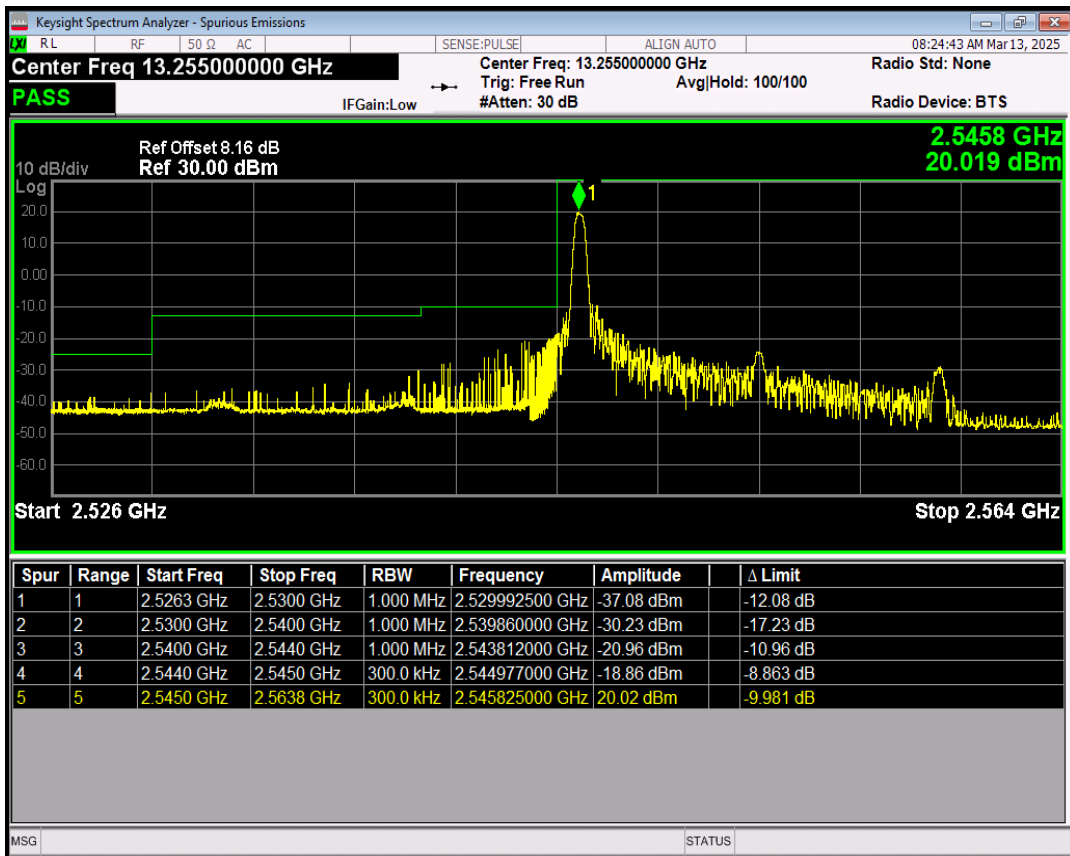 Keysight Spectrum Analyzer - Spurious Emissions
LXI RL RF 50 Ω AC SENSE:PULSE ALIGN AUTO 08:24:43 AM Mar 13, 2025
Center Freq 13.255000000 GHz Center Freq: 13.255000000 GHz Radio Std: None
Trig: Free Run Avg|Hold: 100/100
PASS IFGain:Low #Atten: 30 dB Radio Device: BTS
2.5458 GHz
Ref Offset 8.16 dB
10 dB/div Ref 30.00 dBm 20.019 dBm
Log
1
20.0
10.0
0.00
-10.0
-20.0
-30.0
-40.0
-50.0
-60.0
Start 2.526 GHz Stop 2.564 GHz
Spur Range Start Freq Stop Freq RBW Frequency Amplitude Δ Limit
1 1 2.5263 GHz 2.5300 GHz 1.000 MHz 2.529992500 GHz -37.08 dBm -12.08 dB
2 2 2.5300 GHz 2.5400 GHz 1.000 MHz 2.539860000 GHz -30.23 dBm -17.23 dB
3 3 2.5400 GHz 2.5440 GHz 1.000 MHz 2.543812000 GHz -20.96 dBm -10.96 dB
4 4 2.5440 GHz 2.5450 GHz 300.0 kHz 2.544977000 GHz -18.86 dBm -8.863 dB
5 5 2.5450 GHz 2.5638 GHz 300.0 kHz 2.545825000 GHz 20.02 dBm -9.981 dB
MSG STATUS